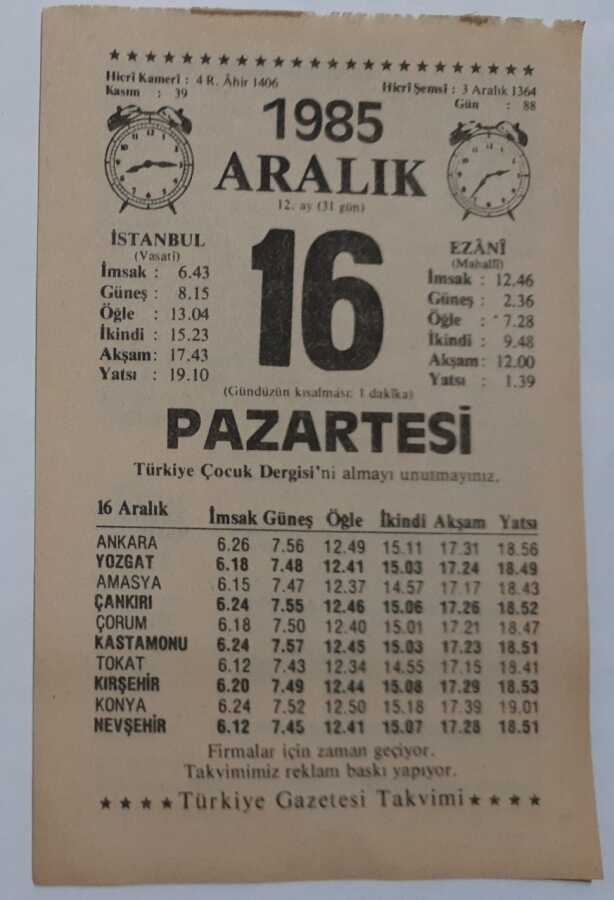 ★ ★ ★ ★ ★ ★ ★ ★ ★ ★ ★ ★ ★ ★ ★ ★ ★ ★ ★ ★ ★ ★ ★ ★
Hicrî Kamerî : 4 R. Âhir 1406
Kasım : 39
Hicrî Şemsî : 3 Aralık 1364
Gün : 88
1985
ARALIK
12. ay (31 gün)
16
İSTANBUL
(Vasatî)
İmsak : 6.43
Güneş : 8.15
Öğle : 13.04
İkindi : 15.23
Akşam: 17.43
Yatsı : 19.10
EZÂNÎ
(Mahallî)
İmsak : 12.46
Güneş : 2.36
Öğle : 7.28
İkindi : 9.48
Akşam: 12.00
Yatsı : 1.39
(Gündüzün kısalması: 1 dakîka)
PAZARTESİ
Türkiye Çocuk Dergisi'ni almayı unutmayınız.
16 Aralık İmsak Güneş Öğle İkindi Akşam Yatsı
ANKARA 6.26 7.56 12.49 15.11 17.31 18.56
YOZGAT 6.18 7.48 12.41 15.03 17.24 18.49
AMASYA 6.15 7.47 12.37 14.57 17.17 18.43
ÇANKIRI 6.24 7.55 12.46 15.06 17.26 18.52
ÇORUM 6.18 7.50 12.40 15.01 17.21 18.47
KASTAMONU 6.24 7.57 12.45 15.03 17.23 18.51
TOKAT 6.12 7.43 12.34 14.55 17.15 18.41
KIRŞEHİR 6.20 7.49 12.44 15.08 17.29 18.53
KONYA 6.24 7.52 12.50 15.18 17.39 19.01
NEVŞEHİR 6.12 7.45 12.41 15.07 17.28 18.51
Firmalar için zaman geçiyor.
Takvimimiz reklam baskı yapıyor.
★ ★ ★ ★ Türkiye Gazetesi Takvimi ★ ★ ★ ★